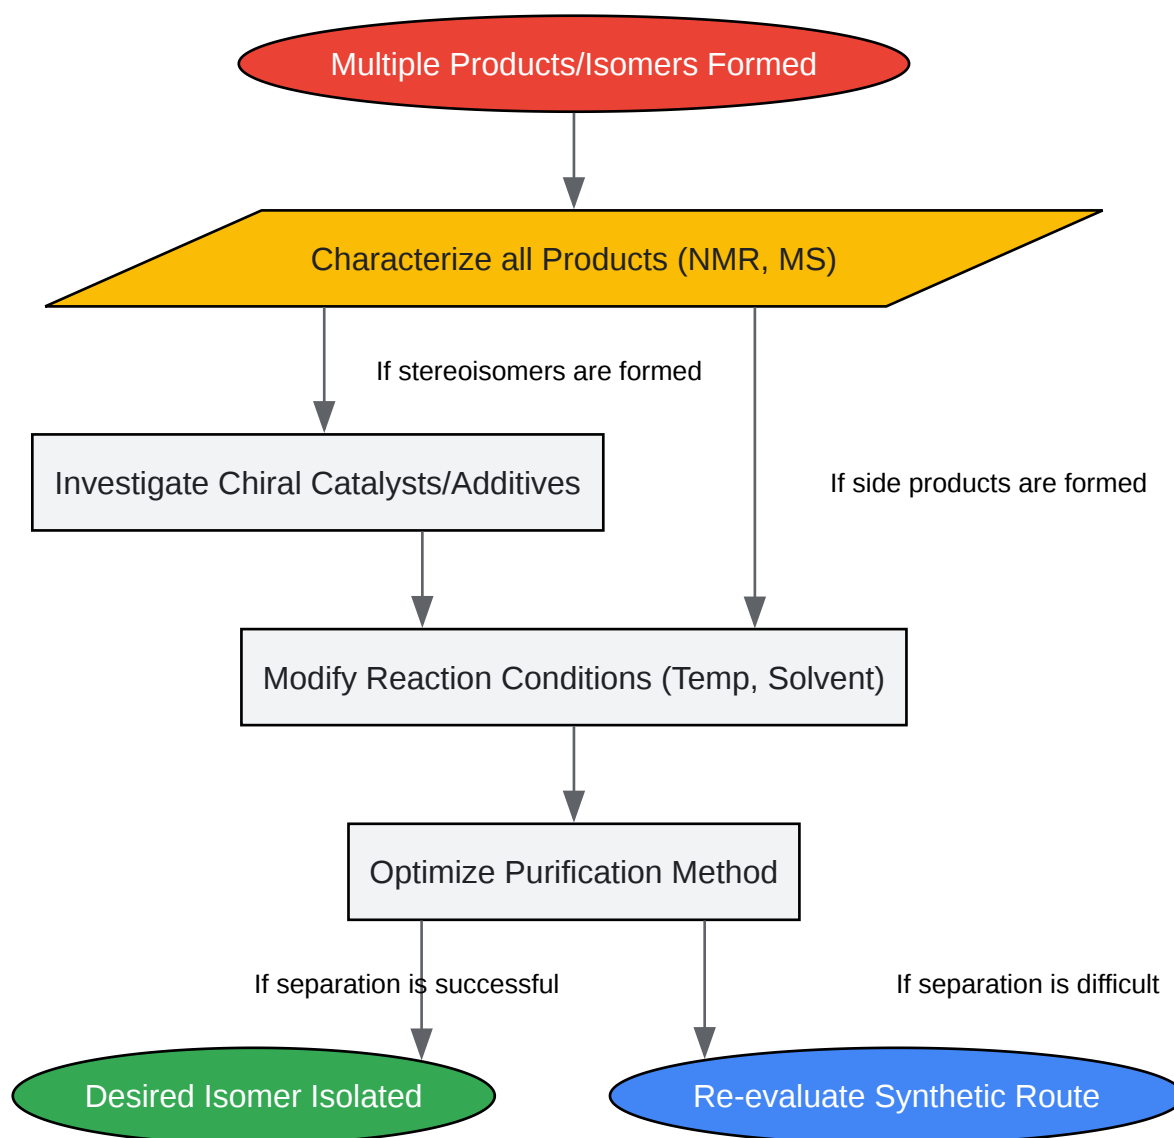 Multiple Products/Isomers Formed
Characterize all Products (NMR, MS)
If stereoisomers are formed
Investigate Chiral Catalysts/Additives
If side products are formed
Modify Reaction Conditions (Temp, Solvent)
Optimize Purification Method
If separation is successful
If separation is difficult
Desired Isomer Isolated
Re-evaluate Synthetic Route